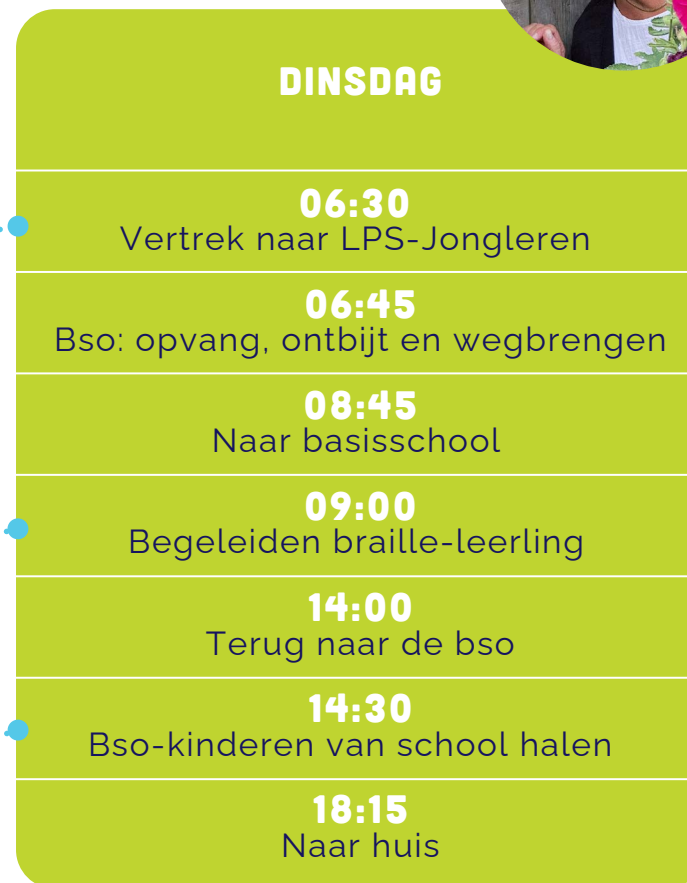 DINSDAG
06:30
Vertrek naar LPS-Jongleren
06:45
Bso: opvang, ontbijt en wegbrengen
08:45
Naar basisschool
09:00
Begeleiden braille-leerling
14:00
Terug naar de bso
14:30
Bso-kinderen van school halen
18:15
Naar huis